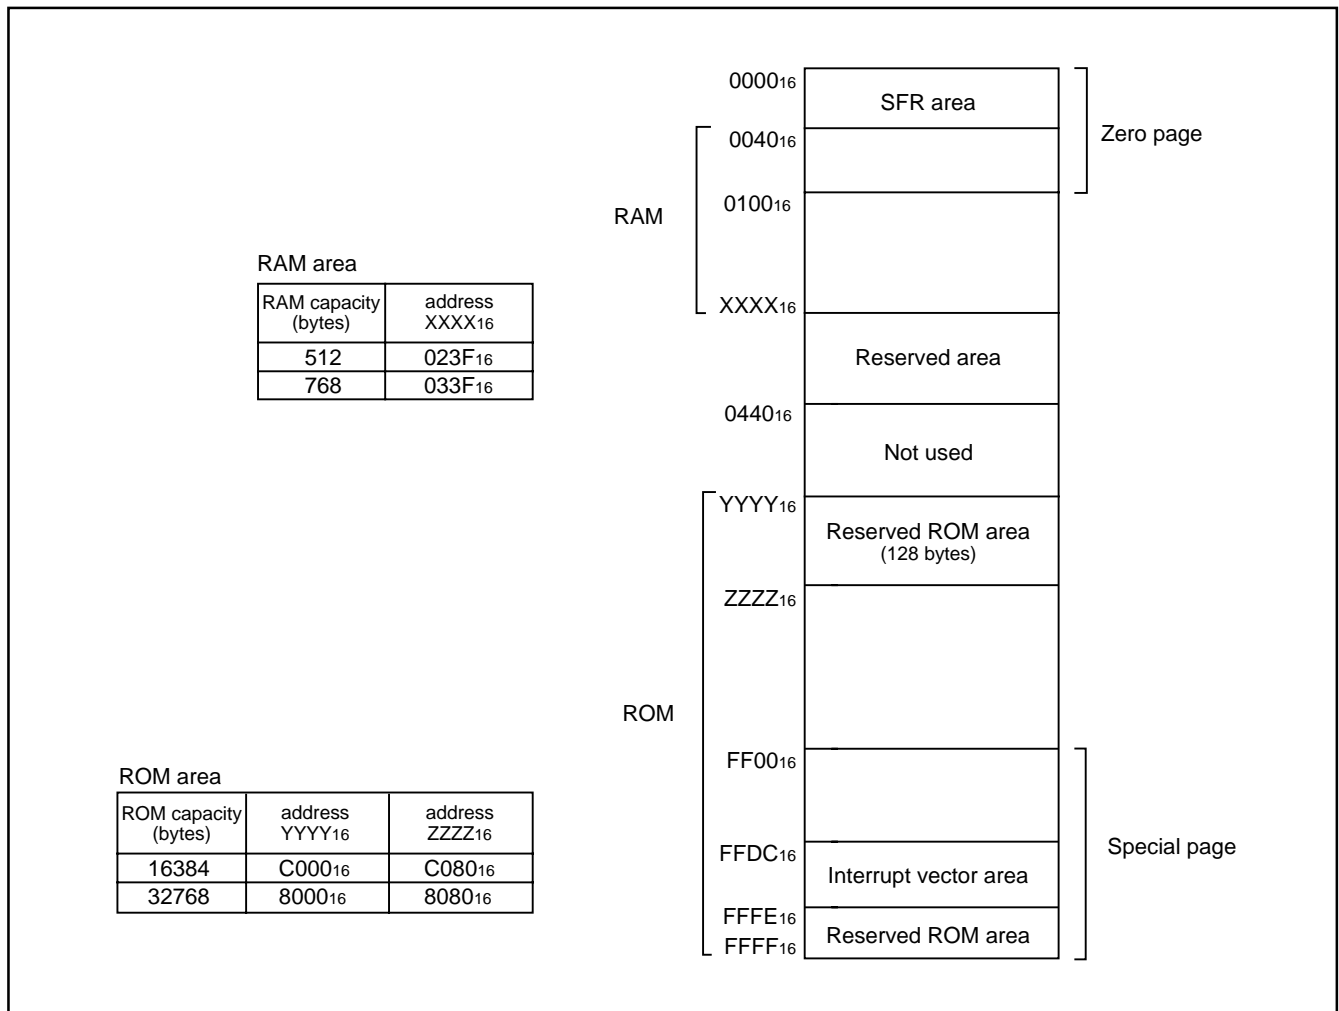 RAM area
RAM capacity (bytes) address XXXX16
512 023F16
768 033F16
ROM area
ROM capacity (bytes) address YYYY16 address ZZZZ16
16384 C00016 C08016
32768 800016 808016
RAM
ROM
000016
SFR area
004016
010016
XXXX16
Reserved area
044016
Not used
YYYY16
Reserved ROM area
(128 bytes)
ZZZZ16
FF0016
FFDC16
Interrupt vector area
FFFE16
Reserved ROM area
FFFF16
Zero page
Special page